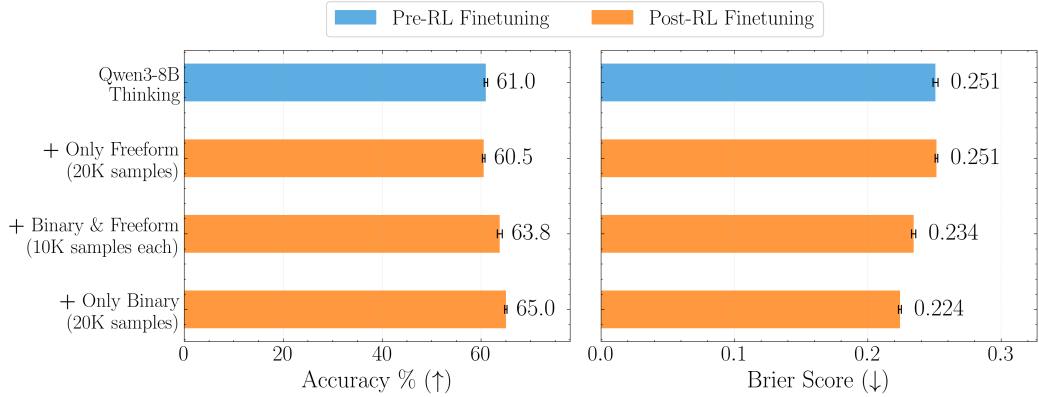 Pre-RL Finetuning
Post-RL Finetuning
Qwen3-8B
Thinking
+ Only Freeform
(20K samples)
+ Binary & Freeform
(10K samples each)
+ Only Binary
(20K samples)
61.0
60.5
63.8
65.0
0
20
40
60
Accuracy % (↑)
0.251
0.251
0.234
0.224
0.0
0.1
0.2
0.3
Brier Score (↓)